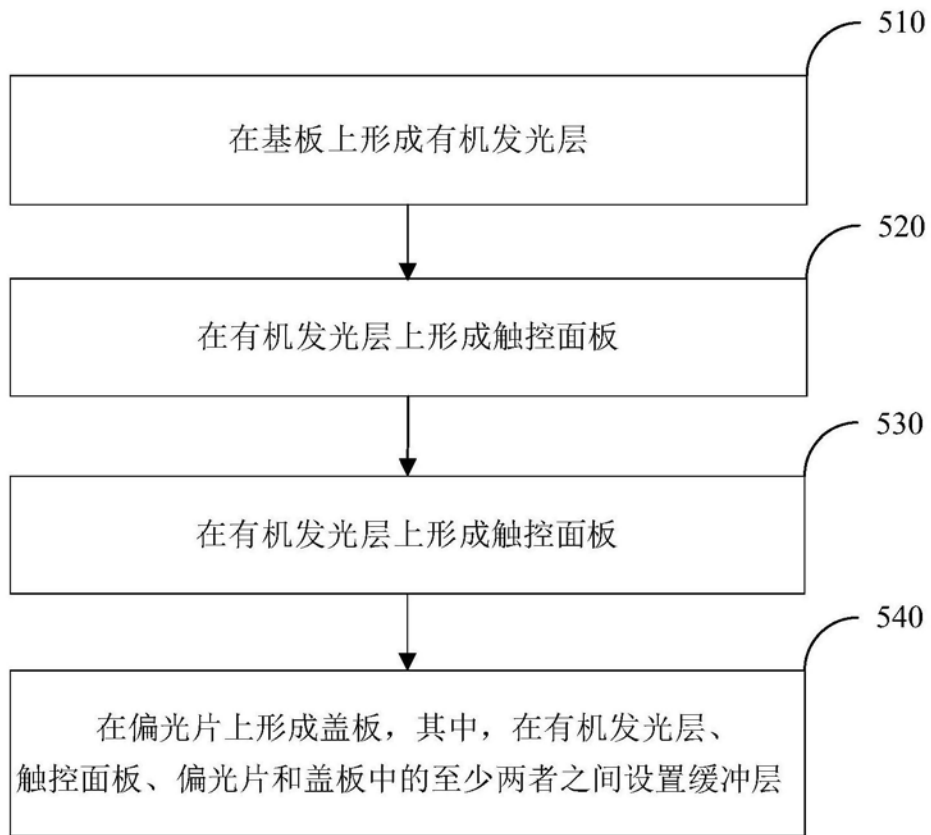 510
在基板上形成有机发光层
520
在有机发光层上形成触控面板
530
在有机发光层上形成触控面板
540
在偏光片上形成盖板，其中，在有机发光层、
触控面板、偏光片和盖板中的至少两者之间设置缓冲层